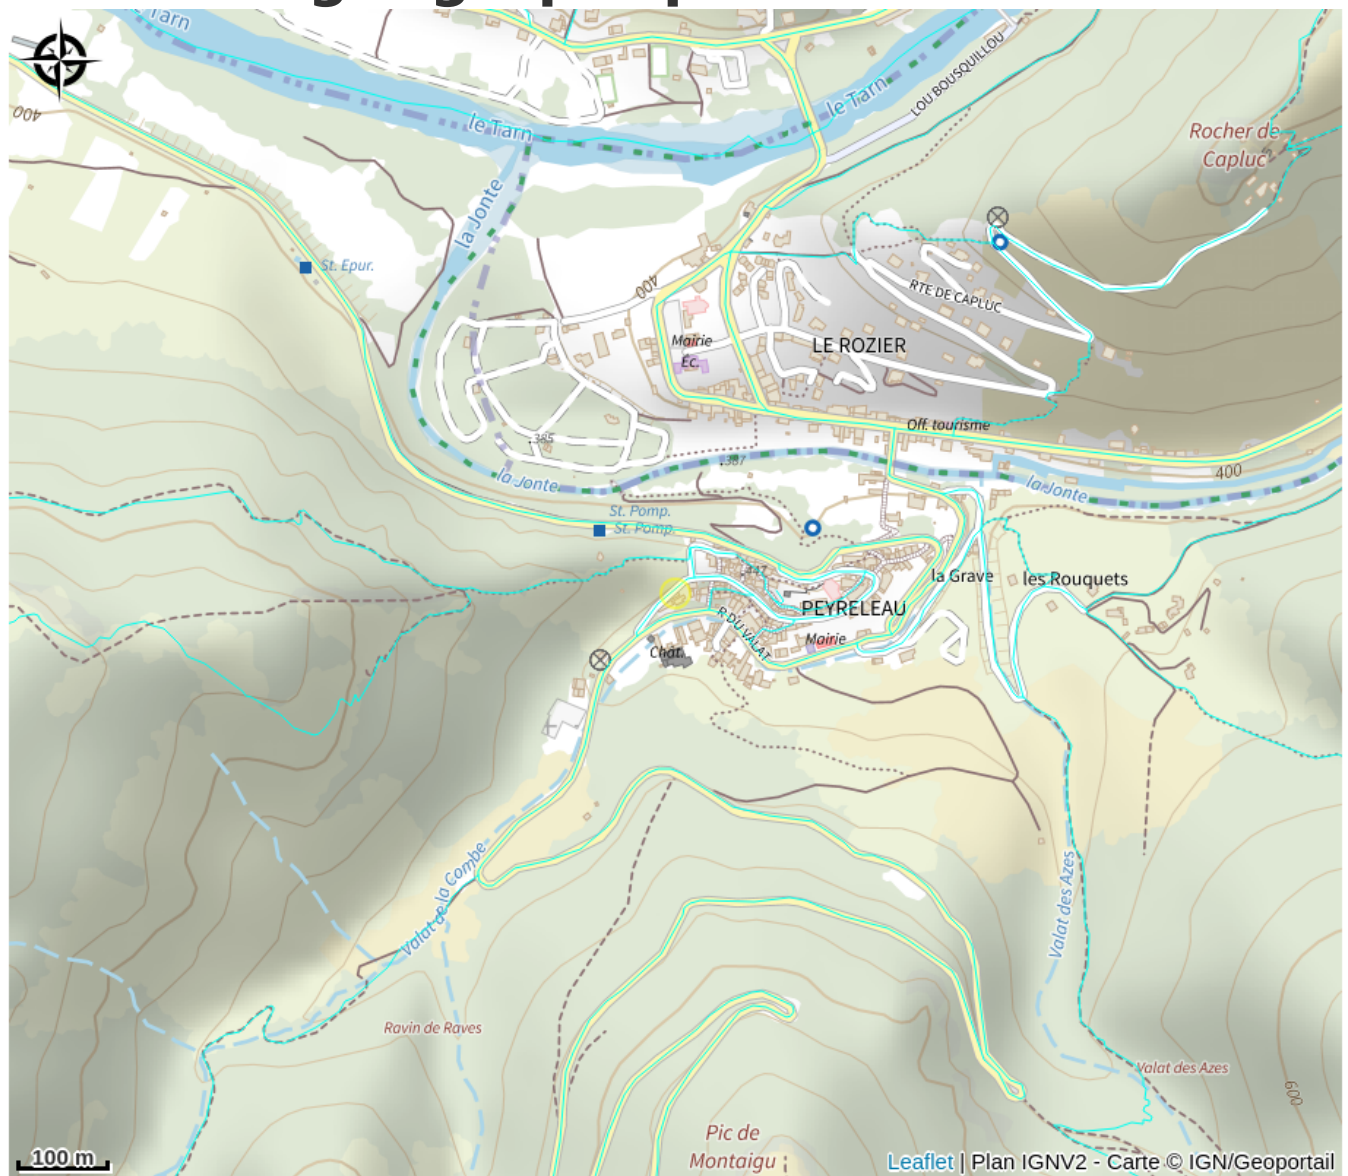 Tarn
400
le Tarn
le Tarn
LOU BOUSQUILLOU
Rocher de
Capluc
la Jonte
St. Epur.
400
RTE DE CAPLUC
Mairie
Éc.
LE ROZIER
Off. tourisme
.385
.387
400
la Jonte
la Jonte
St. Pomp.
St. Pomp.
447
la Grave
les Rouquets
PEYRELEAU
R DU VALAT
Mairie
Chât.
Valat de la Combe
Valat des Azes
Ravin de Raves
Valat des Azes
600
Pic de
Montaigu
100 m
Leaflet | Plan IGNV2 - Carte © IGN/Geoportail